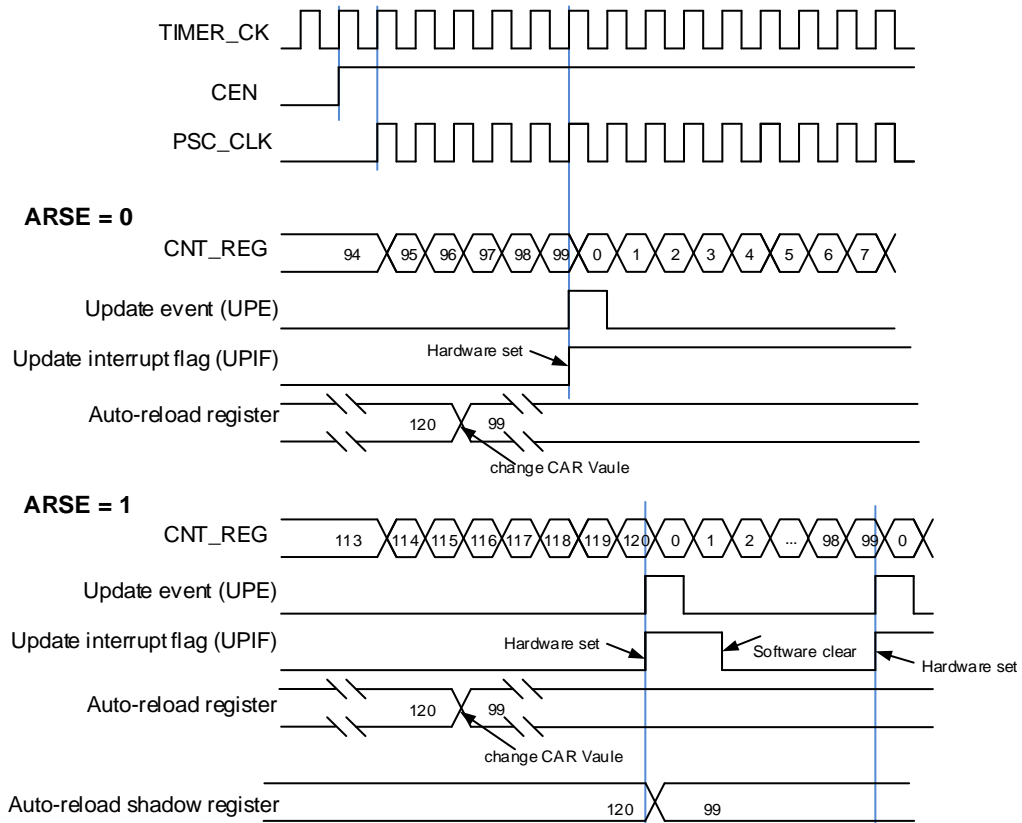 TIMER_CK
CEN
PSC_CLK
ARSE = 0
CNT_REG 94 95 96 97 98 99 0 1 2 3 4 5 6 7
Update event (UPE)
Update interrupt flag (UPIF) Hardware set
Auto-reload register 120 99
change CAR Vaule
ARSE = 1
CNT_REG 113 114 115 116 117 118 119 120 0 1 2 ... 98 99 0
Update event (UPE)
Update interrupt flag (UPIF) Hardware set Software clear Hardware set
Auto-reload register 120 99
change CAR Vaule
Auto-reload shadow register 120 99